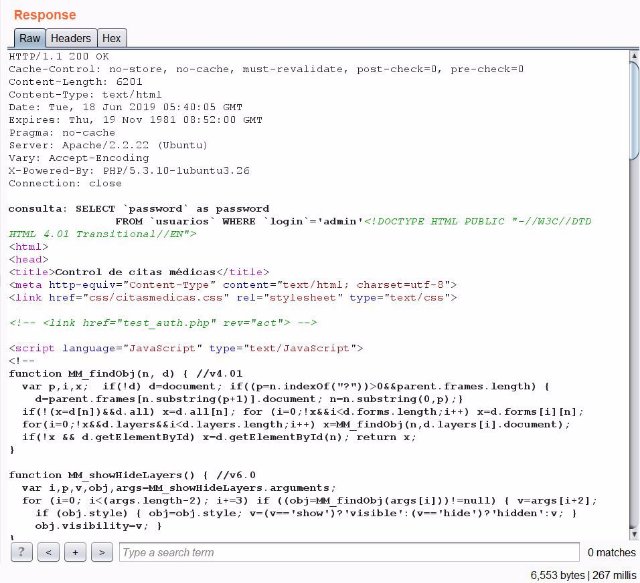 Response
Raw Headers Hex
HTTP/1.1 200 OK
Cache-Control: no-store, no-cache, must-revalidate, post-check=0, pre-check=0
Content-Length: 6201
Content-Type: text/html
Date: Tue, 18 Jun 2019 05:40:05 GMT
Expires: Thu, 19 Nov 1981 08:52:00 GMT
Pragma: no-cache
Server: Apache/2.2.22 (Ubuntu)
Vary: Accept-Encoding
X-Powered-By: PHP/5.3.10-1ubuntu3.26
Connection: close
consulta: SELECT `password` as password
FROM `usuarios` WHERE `login`='admin'<!DOCTYPE HTML PUBLIC "-//W3C//DTD
HTML 4.01 Transitional//EN">
<html>
<head>
<title>Control de citas médicas</title>
<meta http-equiv="Content-Type" content="text/html; charset=utf-8">
<link href="css/citasmedicas.css" rel="stylesheet" type="text/css">
<!-- <link href="test_auth.php" rev="act"> -->
<script language="JavaScript" type="text/JavaScript">
<!--
function MM_findObj(n, d) { //v4.01
var p,i,x;  if(!d) d=document; if((p=n.indexOf("?"))>0&&parent.frames.length) {
d=parent.frames[n.substring(p+1)].document; n=n.substring(0,p);}
if(!(x=d[n])&&d.all) x=d.all[n]; for (i=0;!x&&i<d.forms.length;i++) x=d.forms[i][n];
for(i=0;!x&&d.layers&&i<d.layers.length;i++) x=MM_findObj(n,d.layers[i].document);
if(!x && d.getElementById) x=d.getElementById(n); return x;
}
function MM_showHideLayers() { //v6.0
var i,p,v,obj,args=MM_showHideLayers.arguments;
for (i=0; i<(args.length-2); i+=3) if ((obj=MM_findObj(args[i]))!=null) { v=args[i+2];
if (obj.style) { obj=obj.style; v=(v=='show')?'visible':(v=='hide')?'hidden':v; }
obj.visibility=v; }
? < + > Type a search term 0 matches
6,553 bytes | 267 millis